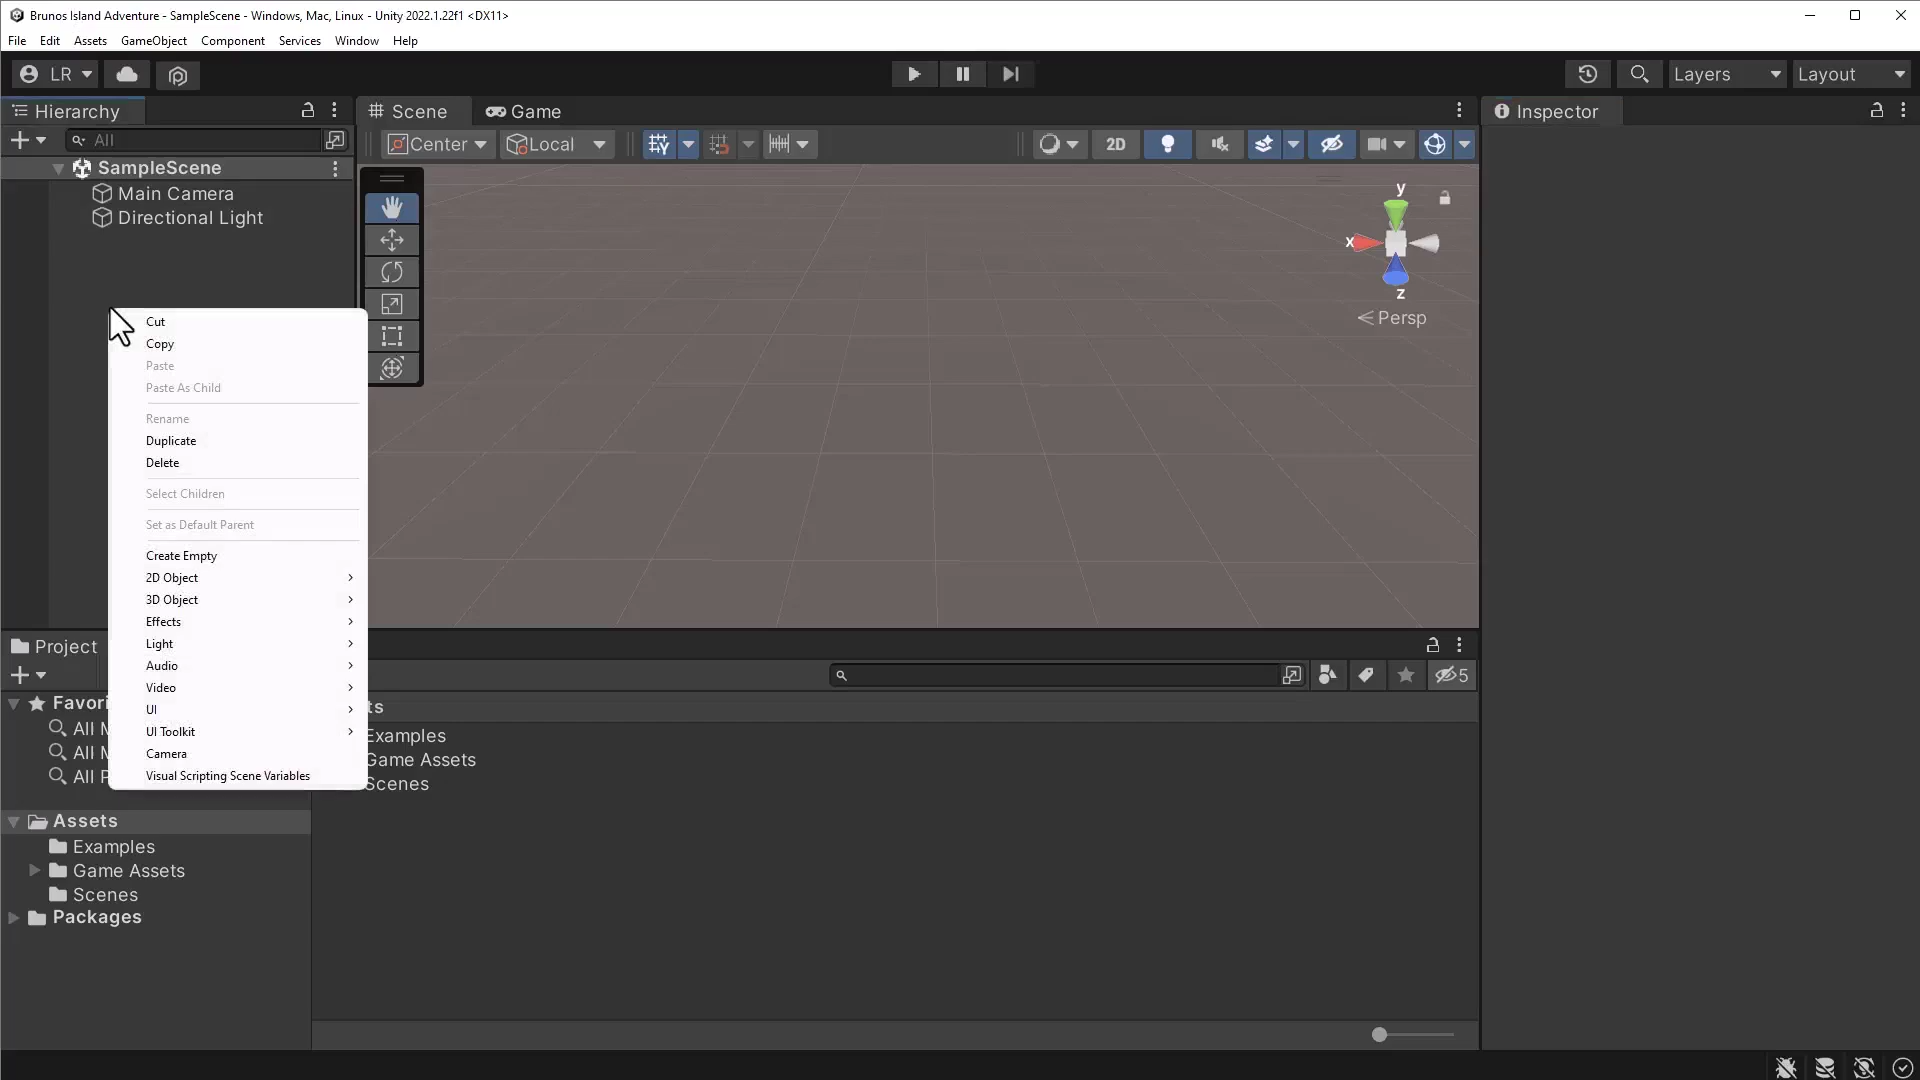 Brunos Island Adventure - SampleScene - Windows, Mac, Linux - Unity 2022.1.22f1 <DX11>
File Edit Assets GameObject Component Services Window Help
LR
Layers
Layout
Hierarchy
Scene
Game
Inspector
All
Center
Local
2D
SampleScene
Main Camera
Directional Light
y
x
z
Persp
Cut
Copy
Paste
Paste As Child
Rename
Duplicate
Delete
Select Children
Set as Default Parent
Create Empty
2D Object
3D Object
Effects
Light
Audio
Video
UI
UI Toolkit
Camera
Visual Scripting Scene Variables
Project
5
Favori
All M
All M
All P
Assets
Examples
Game Assets
Scenes
Packages
ts
Examples
Game Assets
Scenes